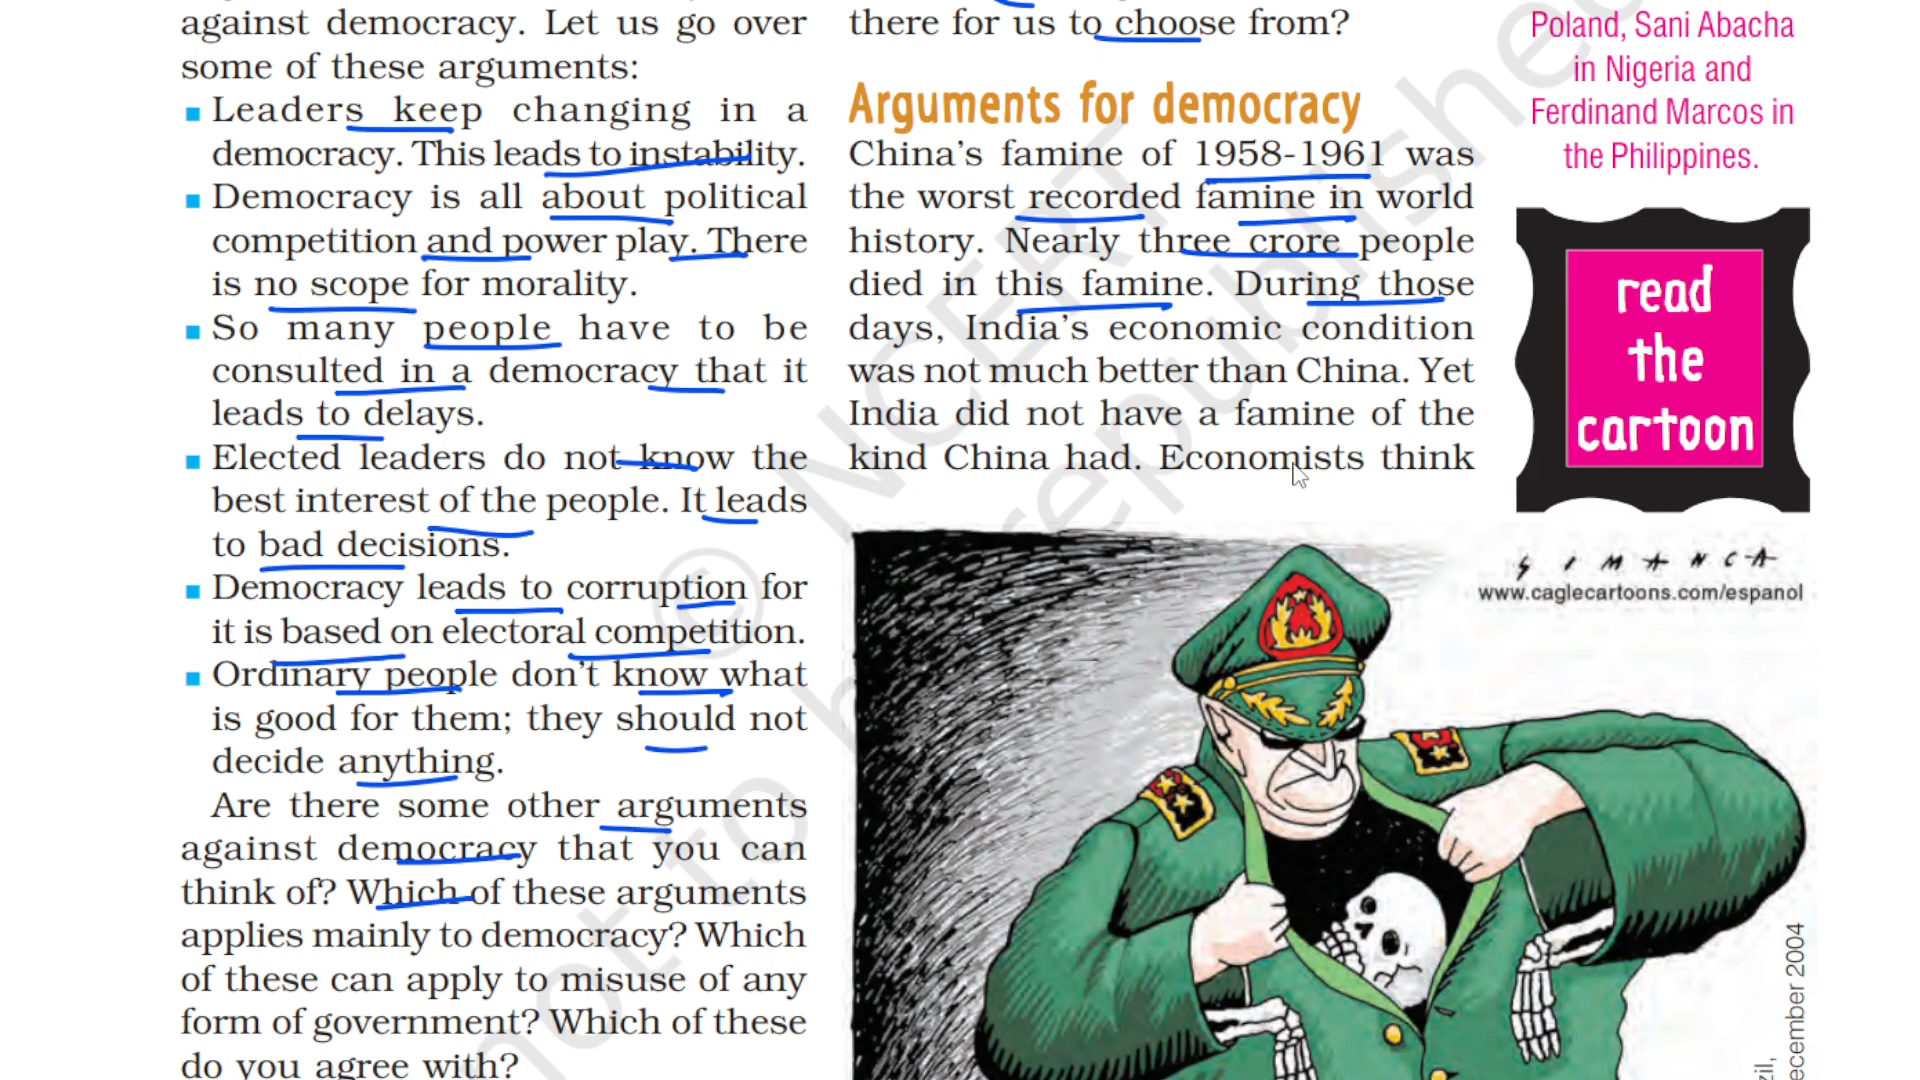 against democracy. Let us go over
some of these arguments:
Leaders keep changing in a
democracy. This leads to instability.
Democracy is all about political
competition and power play. There
is no scope for morality.
So many people have to be
consulted in a democracy that it
leads to delays.
Elected leaders do not know the
best interest of the people. It leads
to bad decisions.
Democracy leads to corruption for
it is based on electoral competition.
Ordinary people don't know what
is good for them; they should not
decide anything.
Are there some other arguments
against democracy that you can
think of? Which of these arguments
applies mainly to democracy? Which
of these can apply to misuse of any
form of government? Which of these
do you agree with?
there for us to choose from?
Arguments for democracy
China's famine of 1958-1961 was
the worst recorded famine in world
history. Nearly three crore people
died in this famine. During those
days, India's economic condition
was not much better than China. Yet
India did not have a famine of the
kind China had. Economists think
Poland, Sani Abacha
in Nigeria and
Ferdinand Marcos in
the Philippines.
read
the
cartoon
SIMANCA
www.caglecartoons.com/espanol
© NCERT
not to be republished